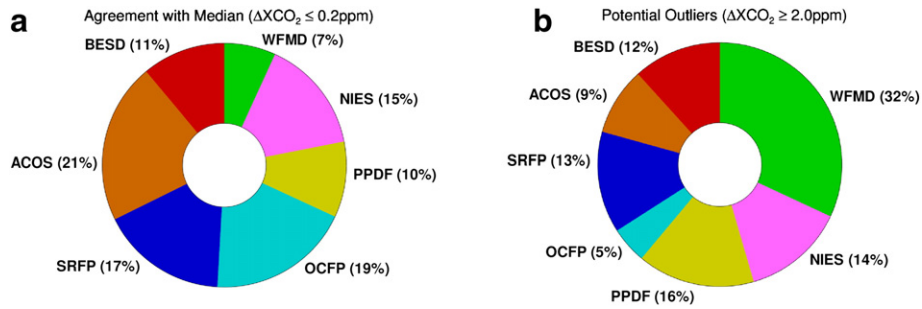 a
Agreement with Median (ΔXCO₂ ≤ 0.2ppm)
BESD (11%)
WFMD (7%)
NIES (15%)
ACOS (21%)
PPDF (10%)
SRFP (17%)
OCFP (19%)
b
Potential Outliers (ΔXCO₂ ≥ 2.0ppm)
BESD (12%)
ACOS (9%)
WFMD (32%)
SRFP (13%)
OCFP (5%)
NIES (14%)
PPDF (16%)